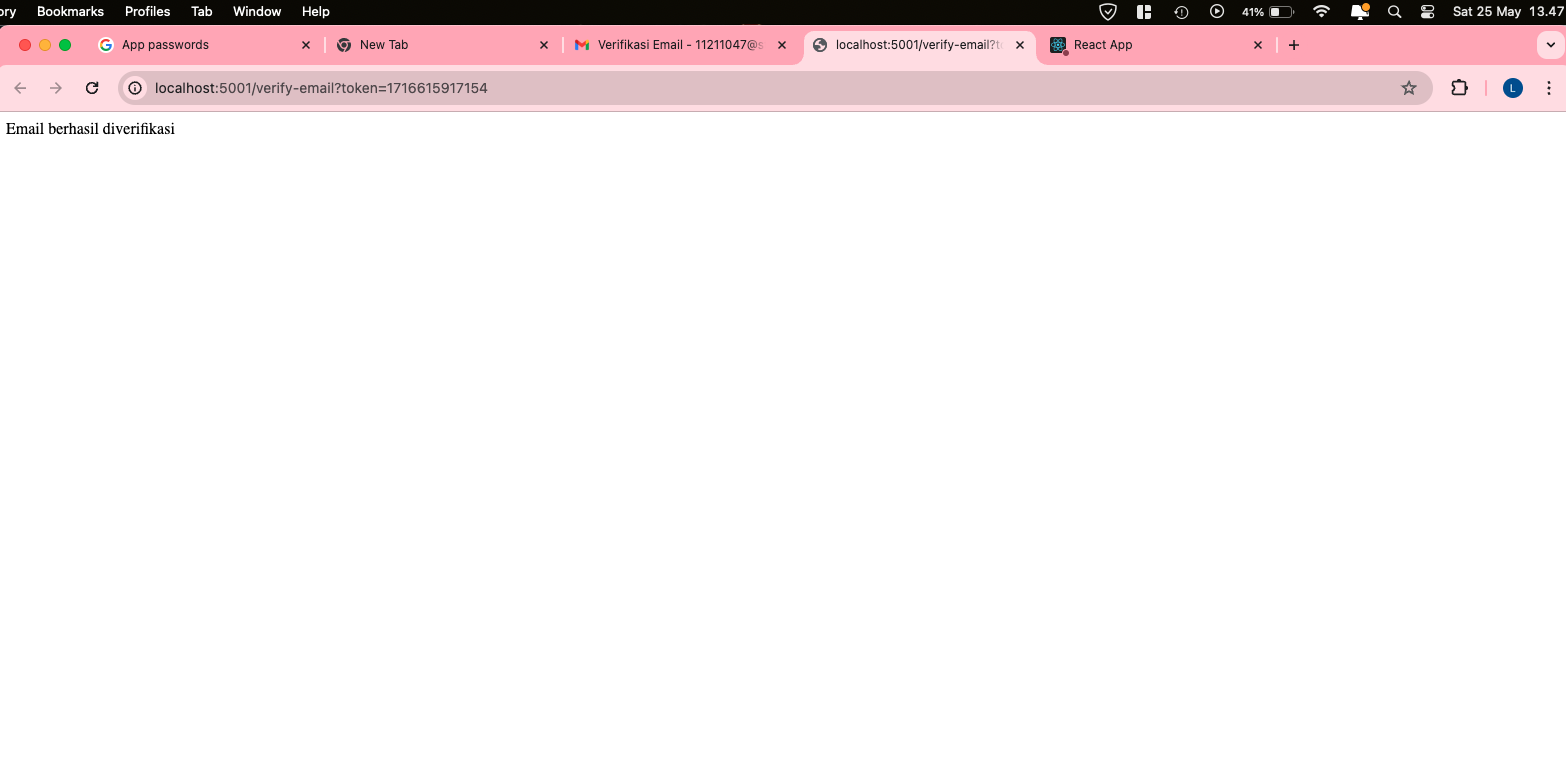 ory Bookmarks Profiles Tab Window Help 41% Sat 25 May 13.47
App passwords New Tab Verifikasi Email - 11211047@s localhost:5001/verify-email?t React App
localhost:5001/verify-email?token=1716615917154 L
Email berhasil diverifikasi